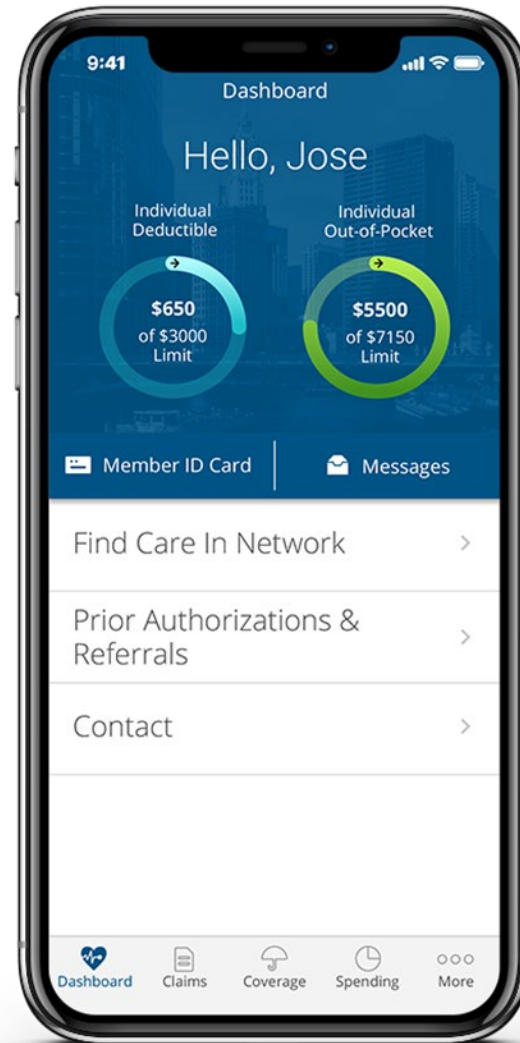 9:41
Dashboard
Hello, Jose
Individual
Deductible
$650
of $3000
Limit
Individual
Out-of-Pocket
$5500
of $7150
Limit
Member ID Card
Messages
Find Care In Network
Prior Authorizations &
Referrals
Contact
Dashboard
Claims
Coverage
Spending
More